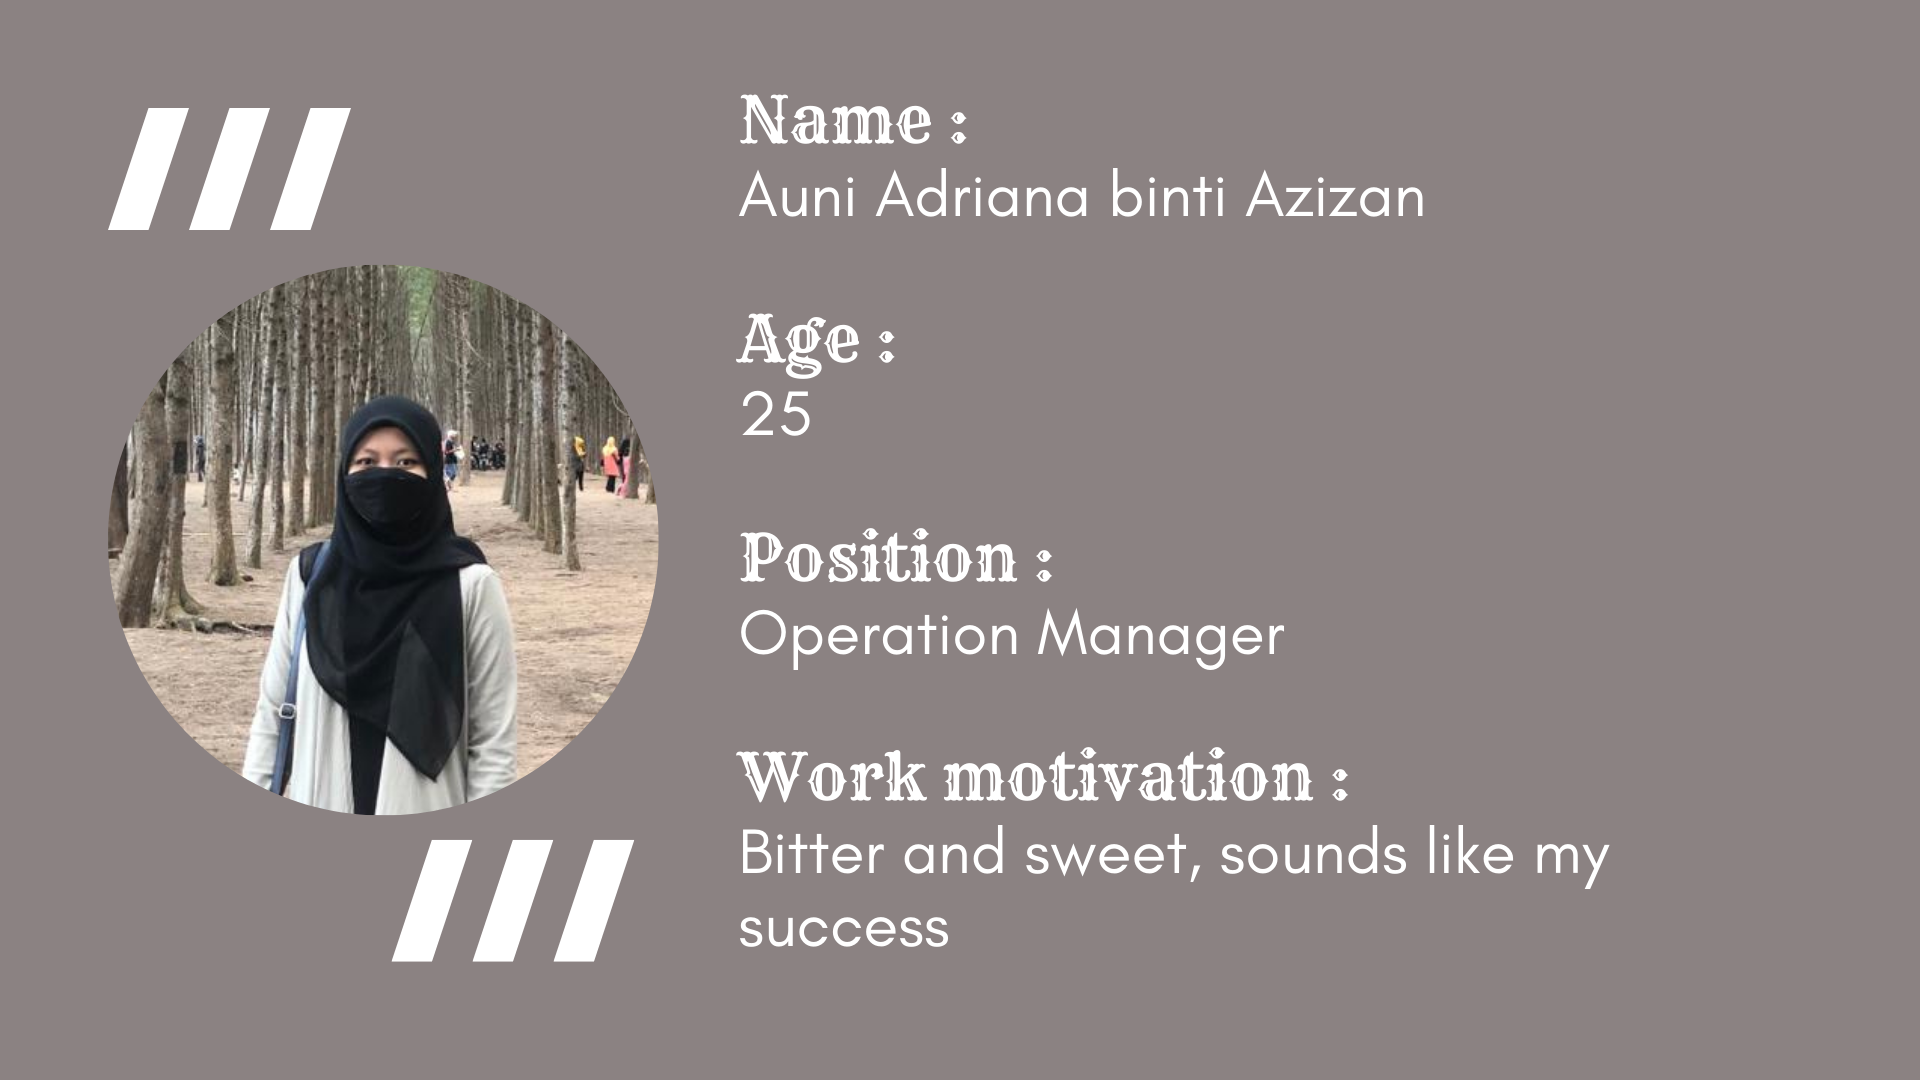 Name :
Auni Adriana binti Azizan
Age :
25
Position :
Operation Manager
Work motivation :
Bitter and sweet, sounds like my
success